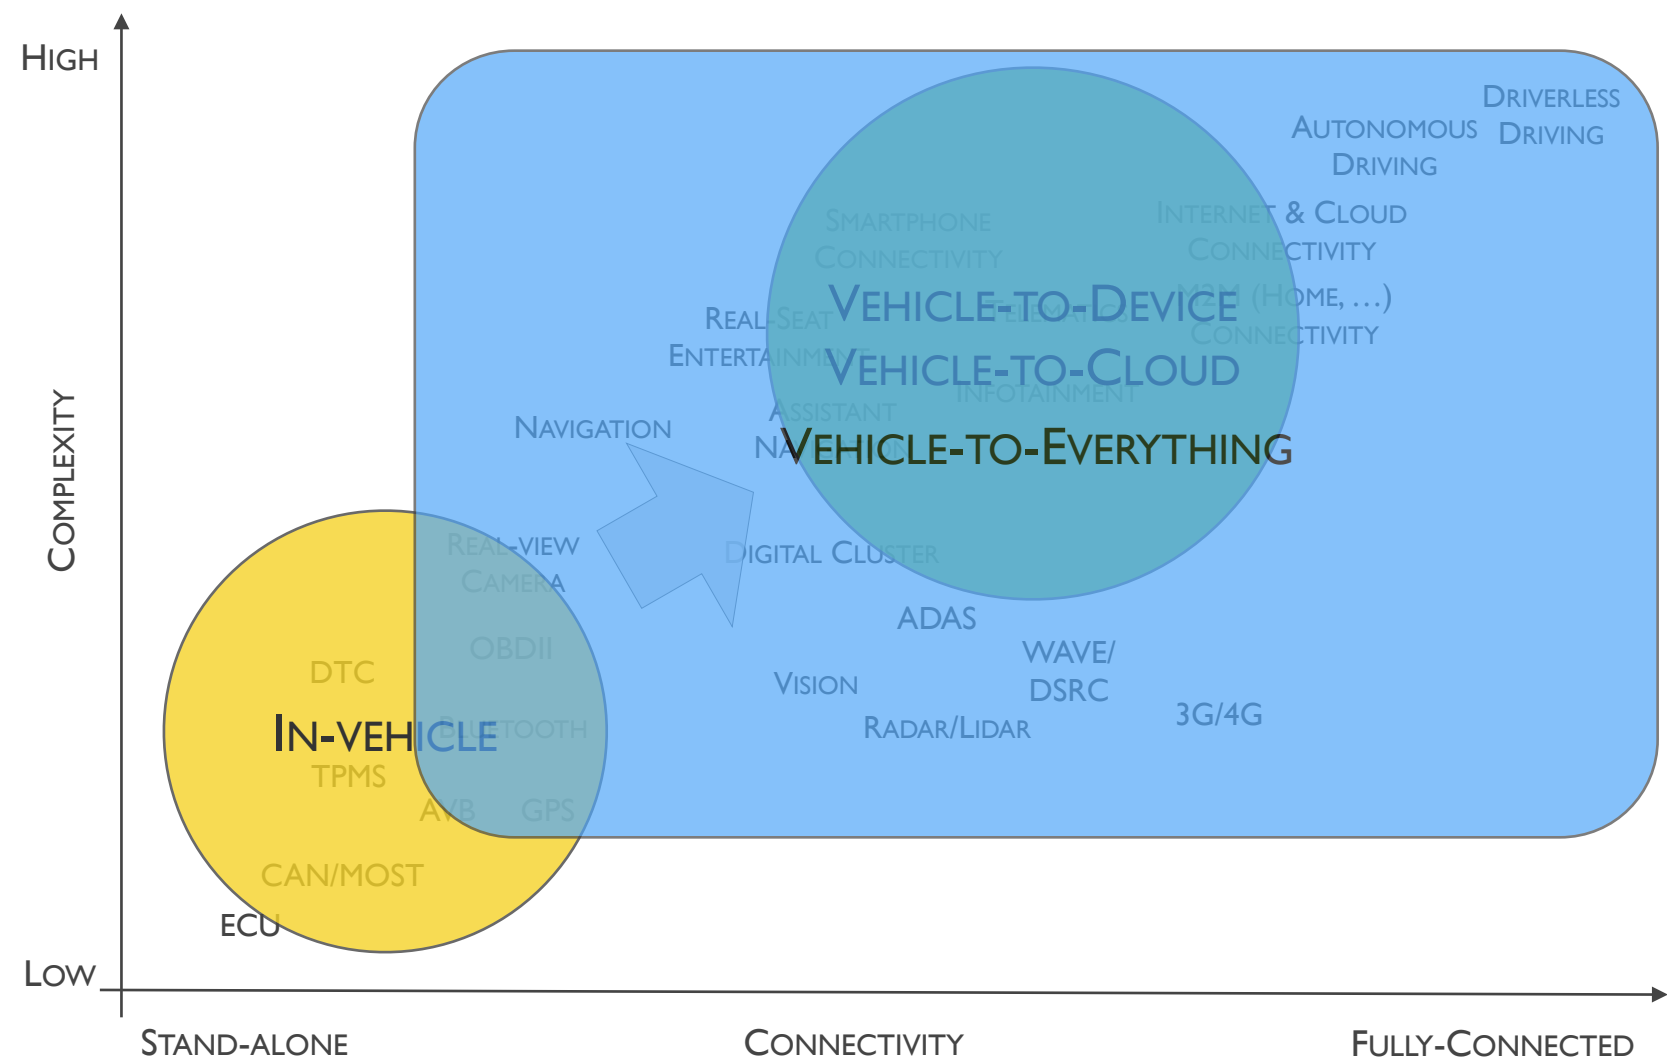 HIGH
DRIVERLESS
DRIVING
AUTONOMOUS
DRIVING
SMARTPHONE
CONNECTIVITY
INTERNET & CLOUD
CONNECTIVITY
M2M (HOME, …)
CONNECTIVITY
TELEMATICS
REAL-SEAT
ENTERTAINMENT
VEHICLE-TO-DEVICE
VEHICLE-TO-CLOUD
VEHICLE-TO-EVERYTHING
INFOTAINMENT
ASSISTANT
NAVIGATION
NAVIGATION
COMPLEXITY
REAL-VIEW
CAMERA
DIGITAL CLUSTER
ADAS
OBDII
WAVE/
DSRC
DTC
VISION
3G/4G
RADAR/LIDAR
IN-VEHICLE
BLUETOOTH
TPMS
AVB
GPS
CAN/MOST
ECU
LOW
STAND-ALONE
CONNECTIVITY
FULLY-CONNECTED